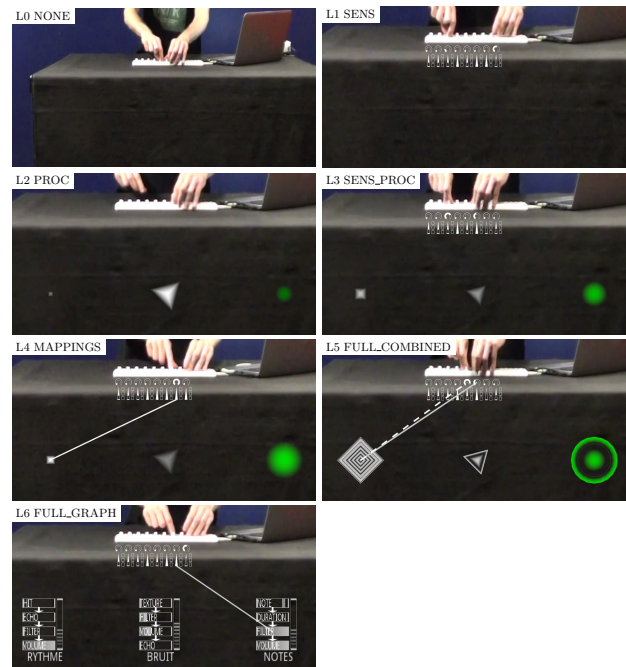 L0 NONE
L1 SENS
L2 PROC
L3 SENS_PROC
L4 MAPPINGS
L5 FULL_COMBINED
L6 FULL_GRAPH
HIT
ECHO
FILTER
VOLUME
RYTHME
TEXTURE
FILTER
VOLUME
ECHO
BRUIT
NOTE
DURATION
FILTER
VOLUME
NOTES